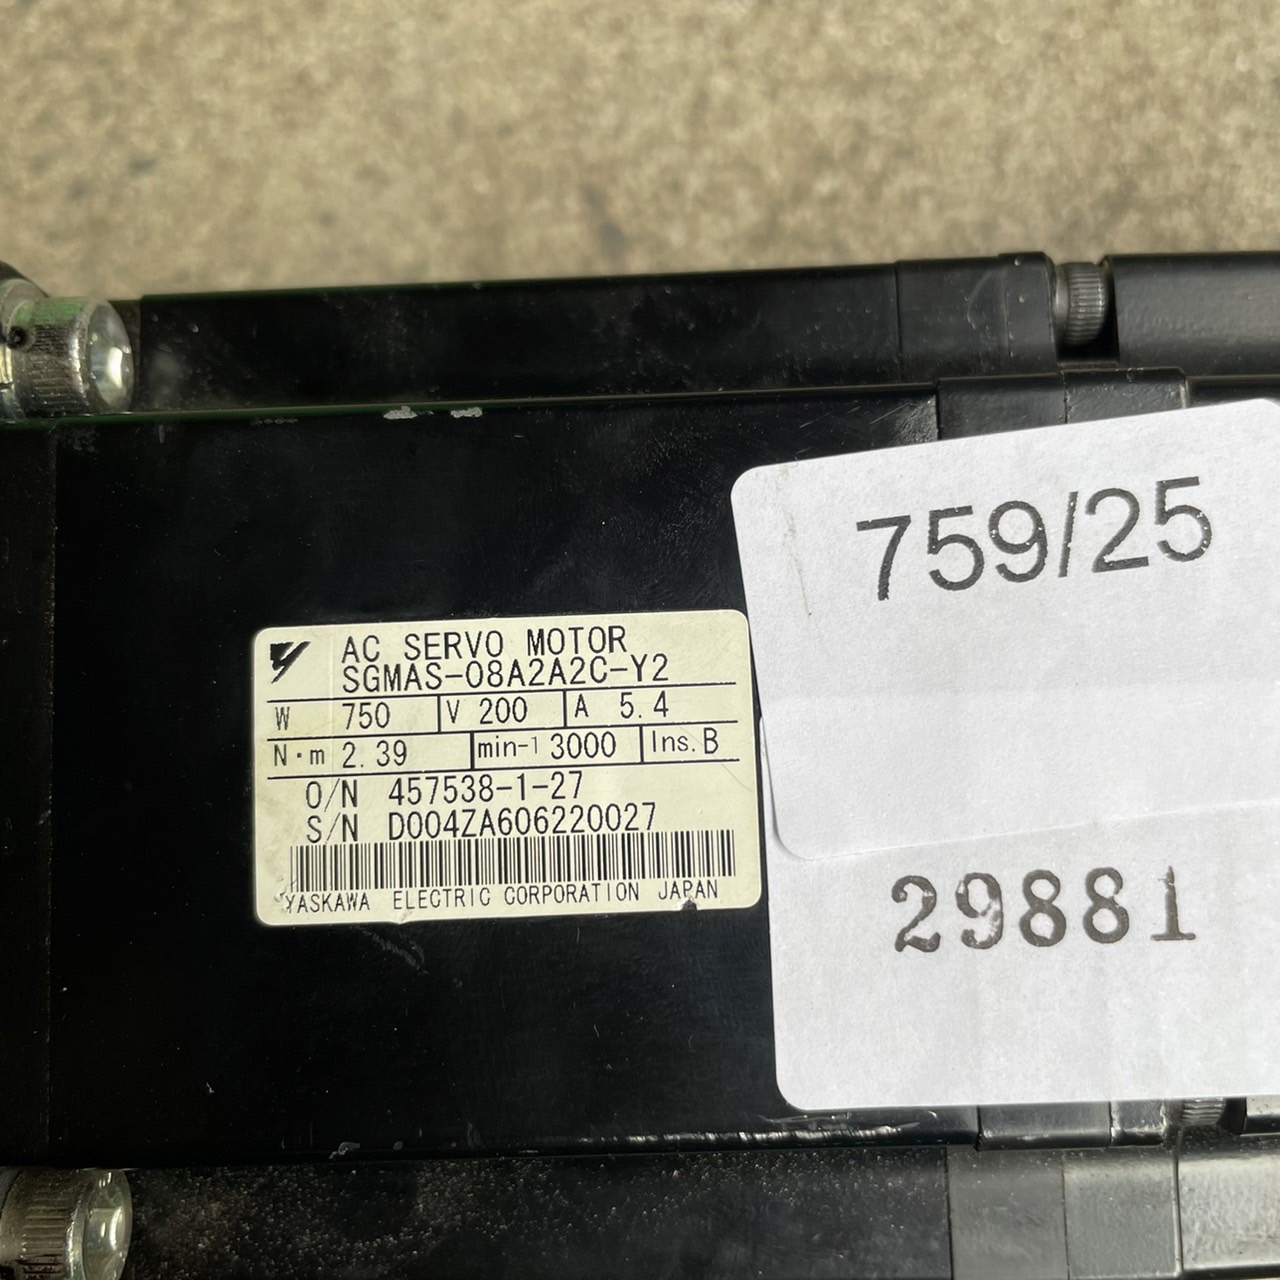 AC SERVO MOTOR
SGMAS-08A2A2C-Y2
W 750 V 200 A 5.4
N·m 2.39 min-1 3000 Ins. B
O/N 457538-1-27
S/N D004ZA606220027
YASKAWA ELECTRIC CORPORATION JAPAN
759/25
29881